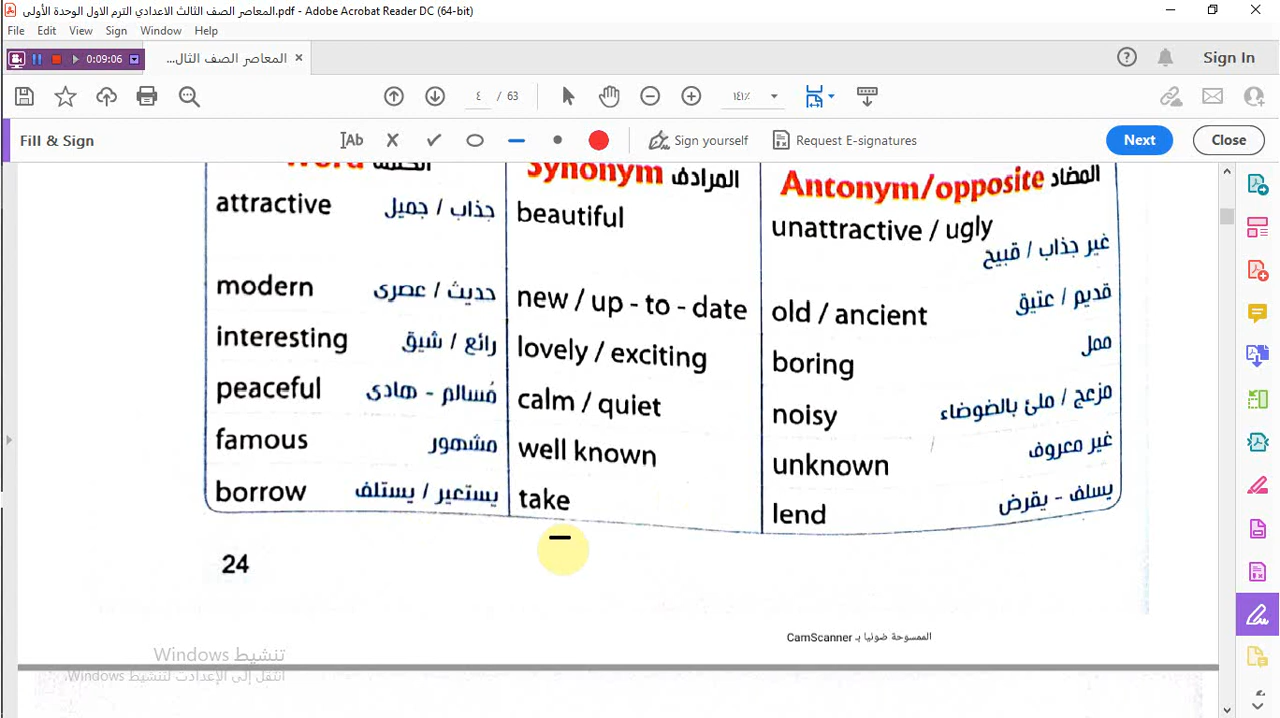 المعاصر الصف الثالث الاعدادي الترم الاول الوحدة الأولى.pdf - Adobe Acrobat Reader DC (64-bit)
File Edit View Sign Window Help
0:09:06 المعاصر الصف الثال... × Sign In
٤ / 63 ١٤١٪
Fill & Sign Ab Sign yourself Request E-signatures Next Close
Word الكلمة Synonym المرادف Antonym/opposite المضاد
attractive جذاب / جميل beautiful unattractive / ugly
غير جذاب / قبيح
modern حديث / عصرى new / up - to - date old / ancient قديم / عتيق
interesting رائع / شيق lovely / exciting boring ممل
peaceful مُسالم - هادى calm / quiet noisy مزعج / ملئ بالضوضاء
famous مشهور well known unknown غير معروف
borrow يستعير / يستلف take lend يسلف - يقرض
24
الممسوحة ضوئيا بـ CamScanner
تنشيط Windows
انتقل إلى الإعدادت لتنشيط Windows.